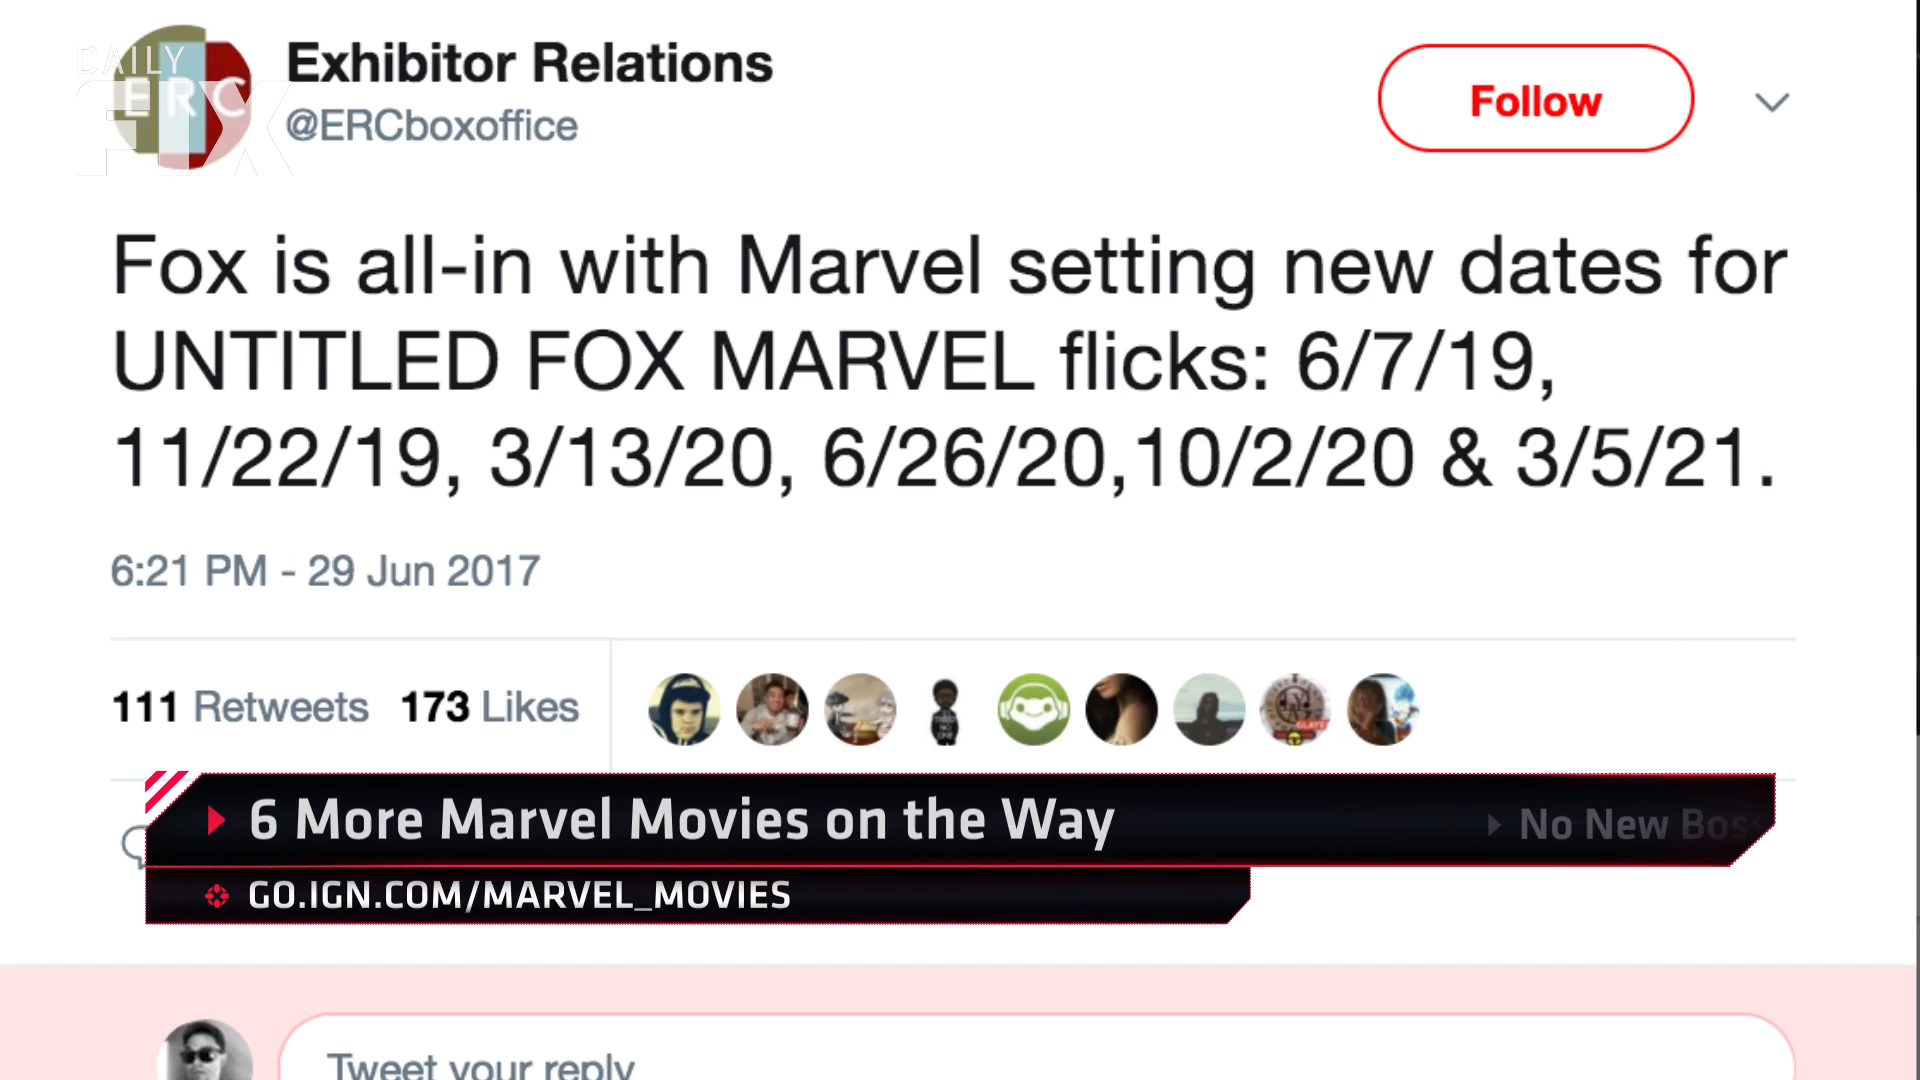 DAILY
FIX
ERC
Exhibitor Relations
@ERCboxoffice
Follow
Fox is all-in with Marvel setting new dates for
UNTITLED FOX MARVEL flicks: 6/7/19,
11/22/19, 3/13/20, 6/26/20,10/2/20 & 3/5/21.
6:21 PM - 29 Jun 2017
111 Retweets 173 Likes
6 More Marvel Movies on the Way
No New Bos
GO.IGN.COM/MARVEL_MOVIES
Tweet your reply